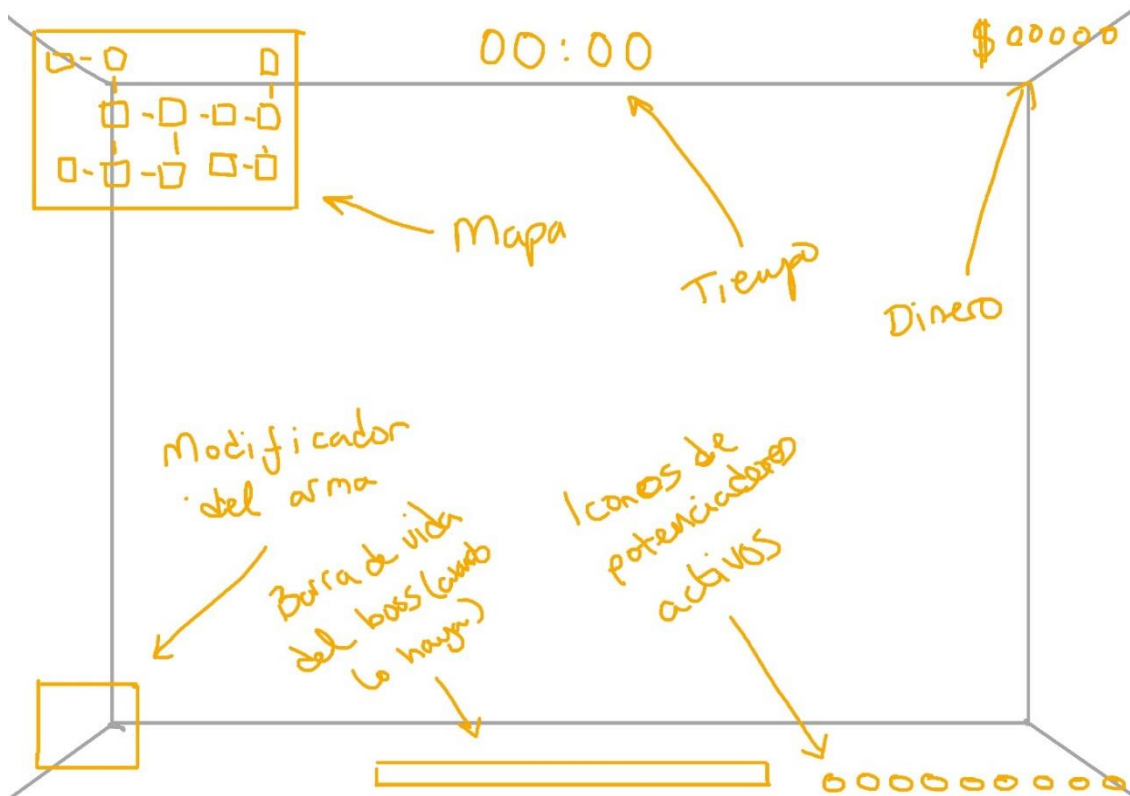 00:00
$00000
Mapa
Tiempo
Dinero
Modificador
del arma
Barra de vida
del boss (cuando
lo haya)
Iconos de
potenciadores
activos